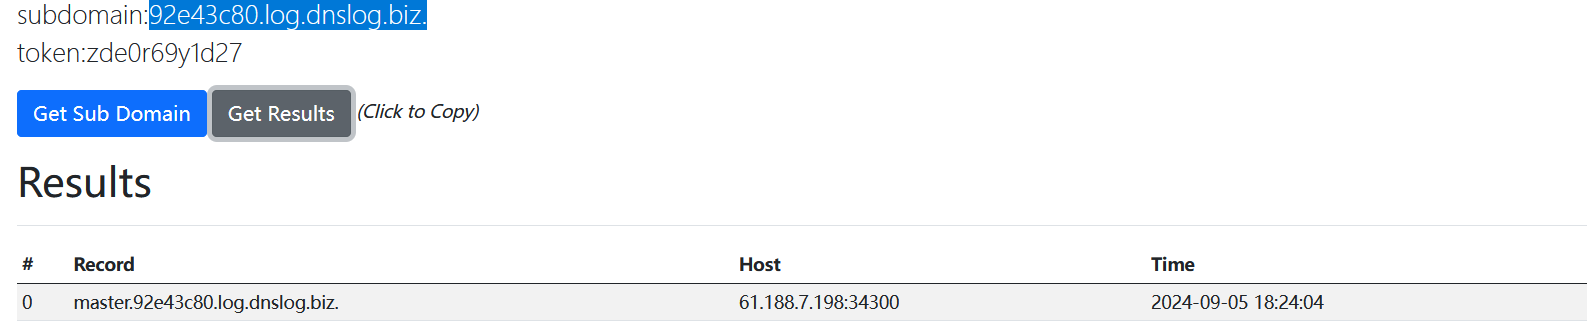 subdomain:92e43c80.log.dnslog.biz.
token:zde0r69y1d27
Get Sub Domain Get Results (Click to Copy)
Results
# Record Host Time
0 master.92e43c80.log.dnslog.biz. 61.188.7.198:34300 2024-09-05 18:24:04